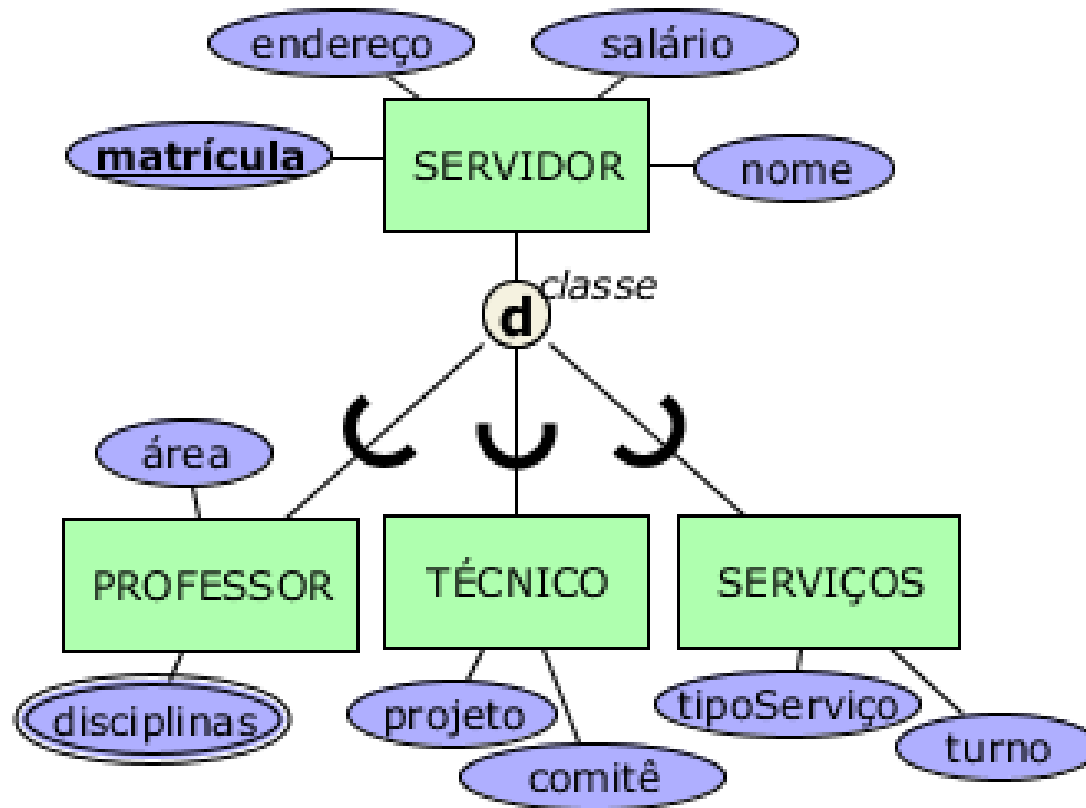 endereço
salário
matrícula
SERVIDOR
nome
classe
d
área
PROFESSOR
TÉCNICO
SERVIÇOS
disciplinas
projeto
tipoServiço
comitê
turno